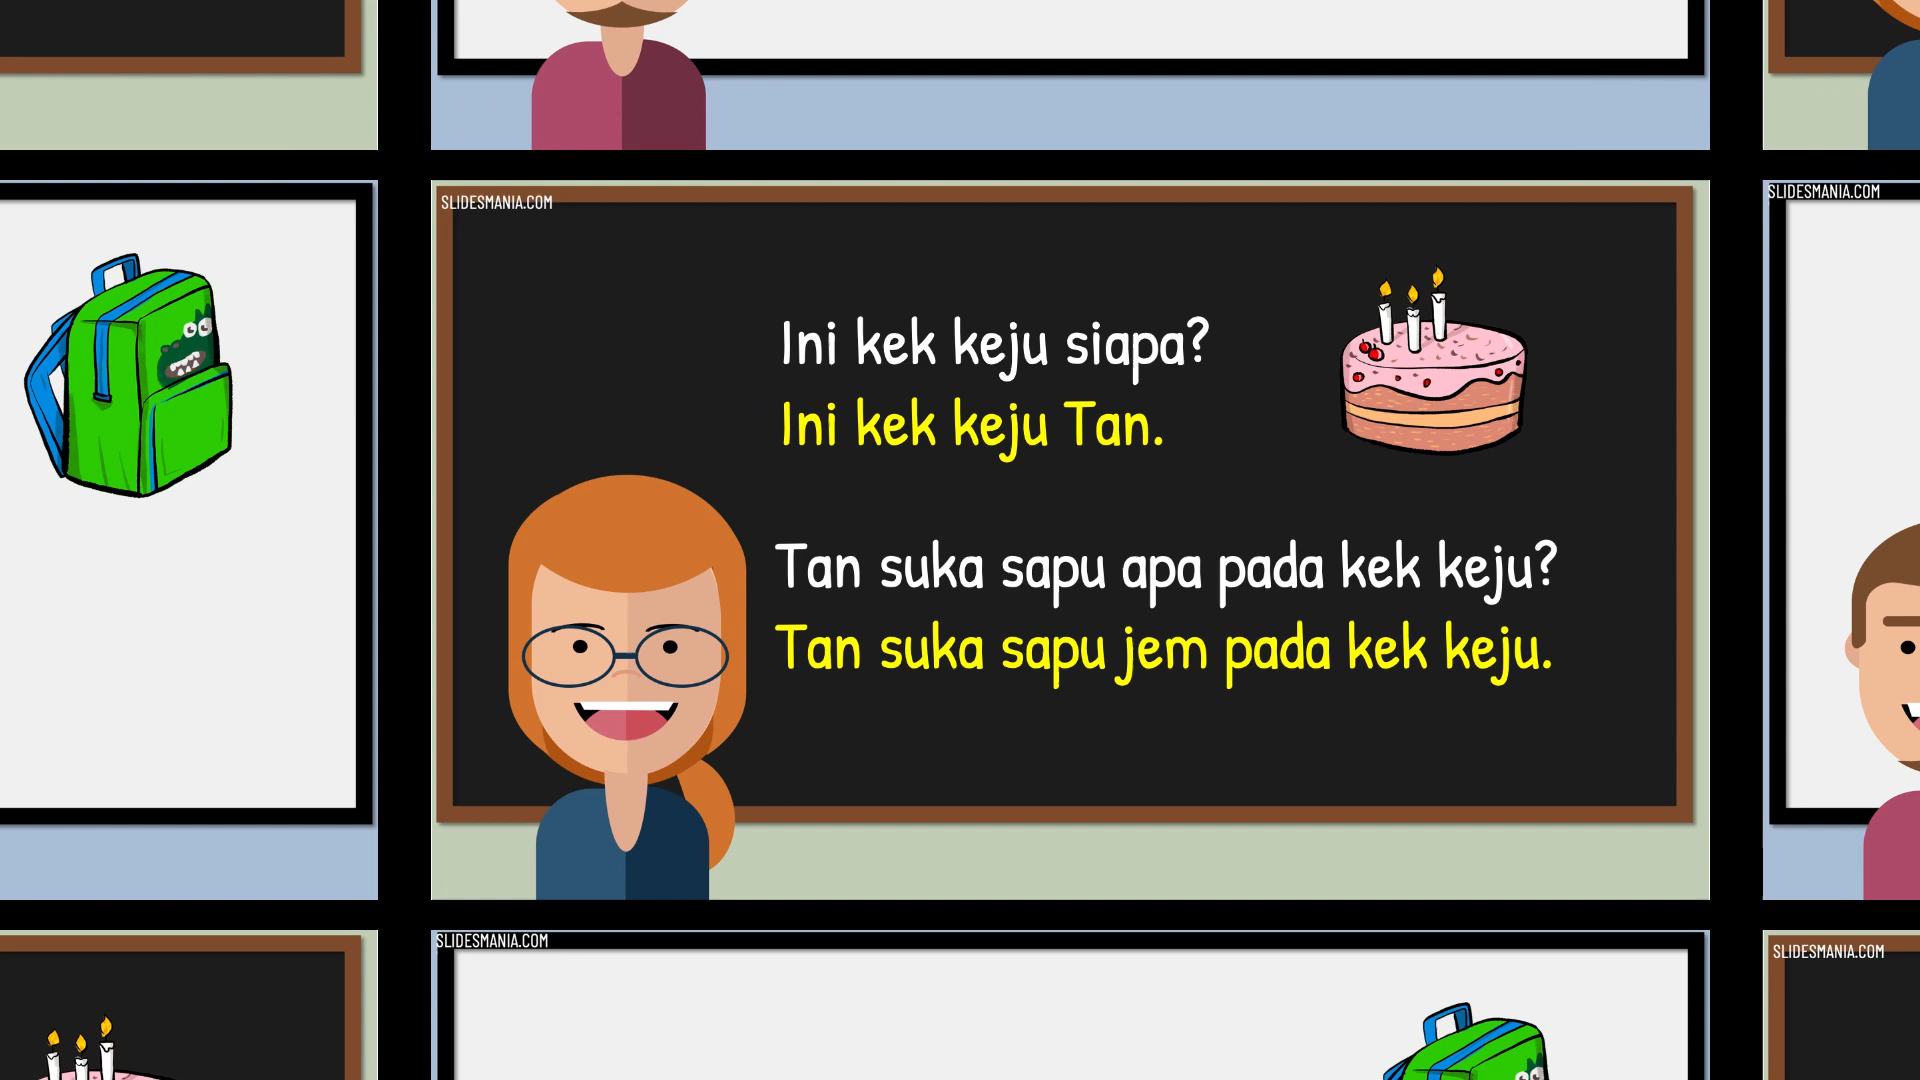 SLIDESMANIA.COM
Ini kek keju siapa?
Ini kek keju Tan.
Tan suka sapu apa pada kek keju?
Tan suka sapu jem pada kek keju.
SLIDESMANIA.COM
SLIDESMANIA.COM
SLIDESMANIA.COM